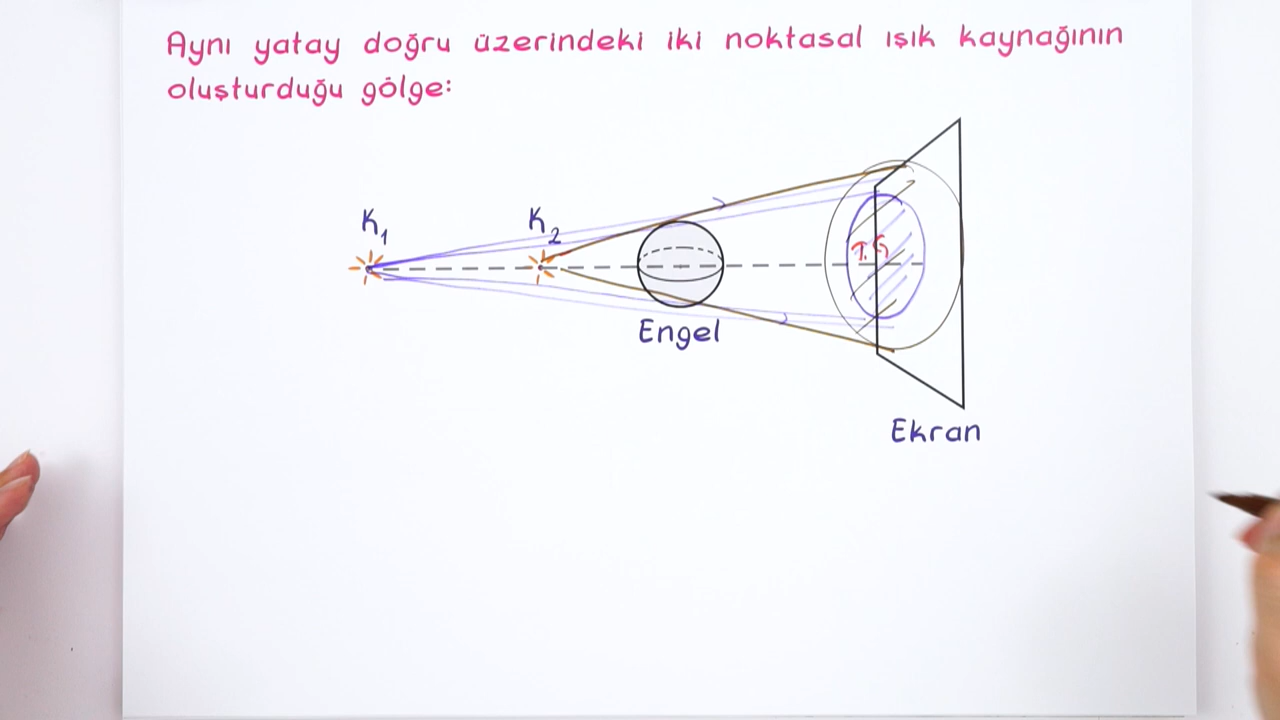 Aynı yatay doğru üzerindeki iki noktasal ışık kaynağının
oluşturduğu gölge:
K1
K2
T.G
Engel
Ekran